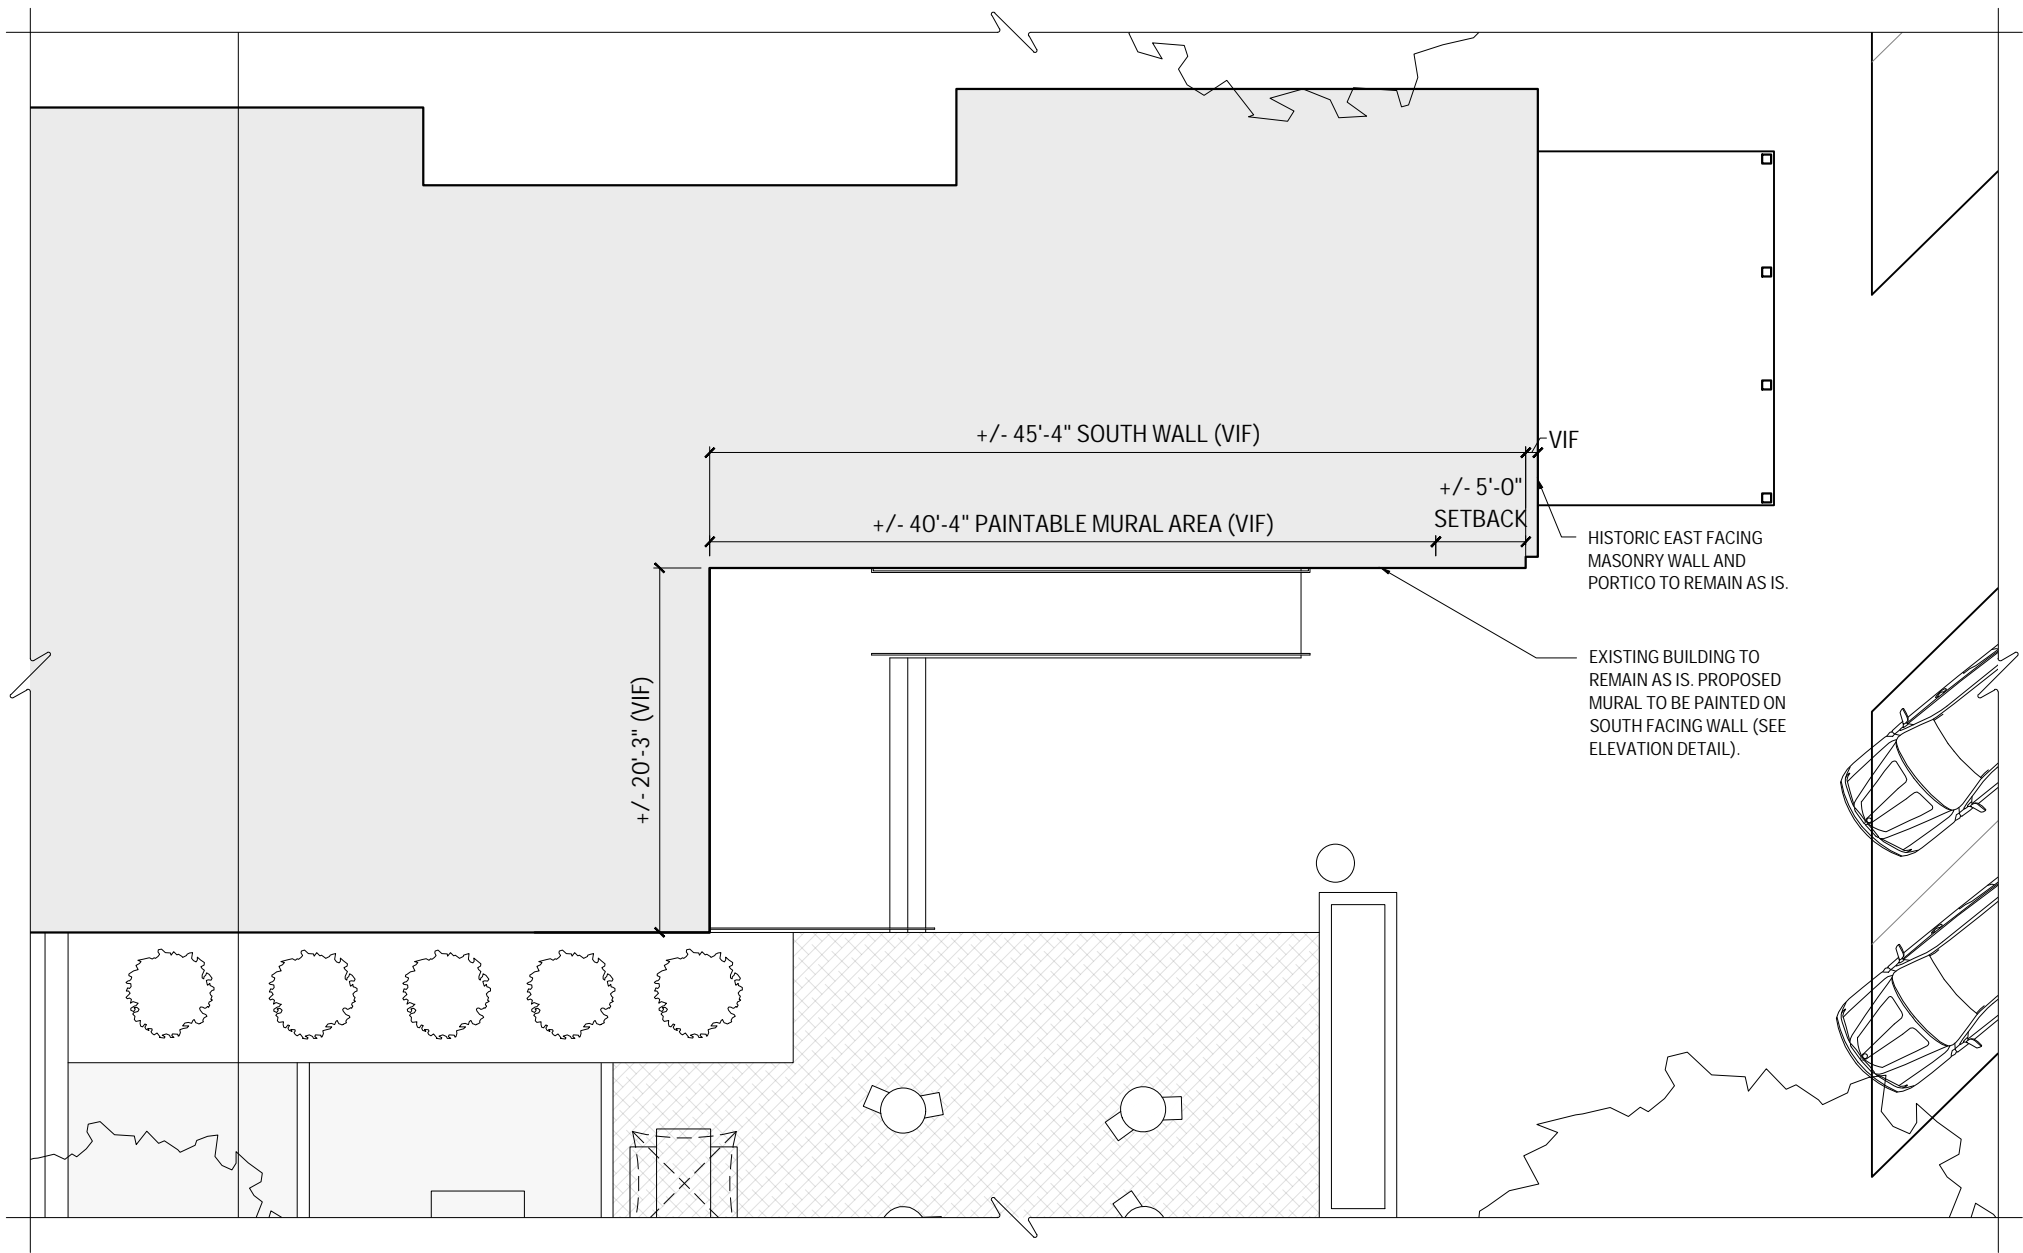 +/- 45'-4" SOUTH WALL (VIF)
VIF
+/- 5'-0"
SETBACK
+/- 40'-4" PAINTABLE MURAL AREA (VIF)
HISTORIC EAST FACING
MASONRY WALL AND
PORTICO TO REMAIN AS IS.
+/- 20'-3" (VIF)
EXISTING BUILDING TO
REMAIN AS IS. PROPOSED
MURAL TO BE PAINTED ON
SOUTH FACING WALL (SEE
ELEVATION DETAIL).